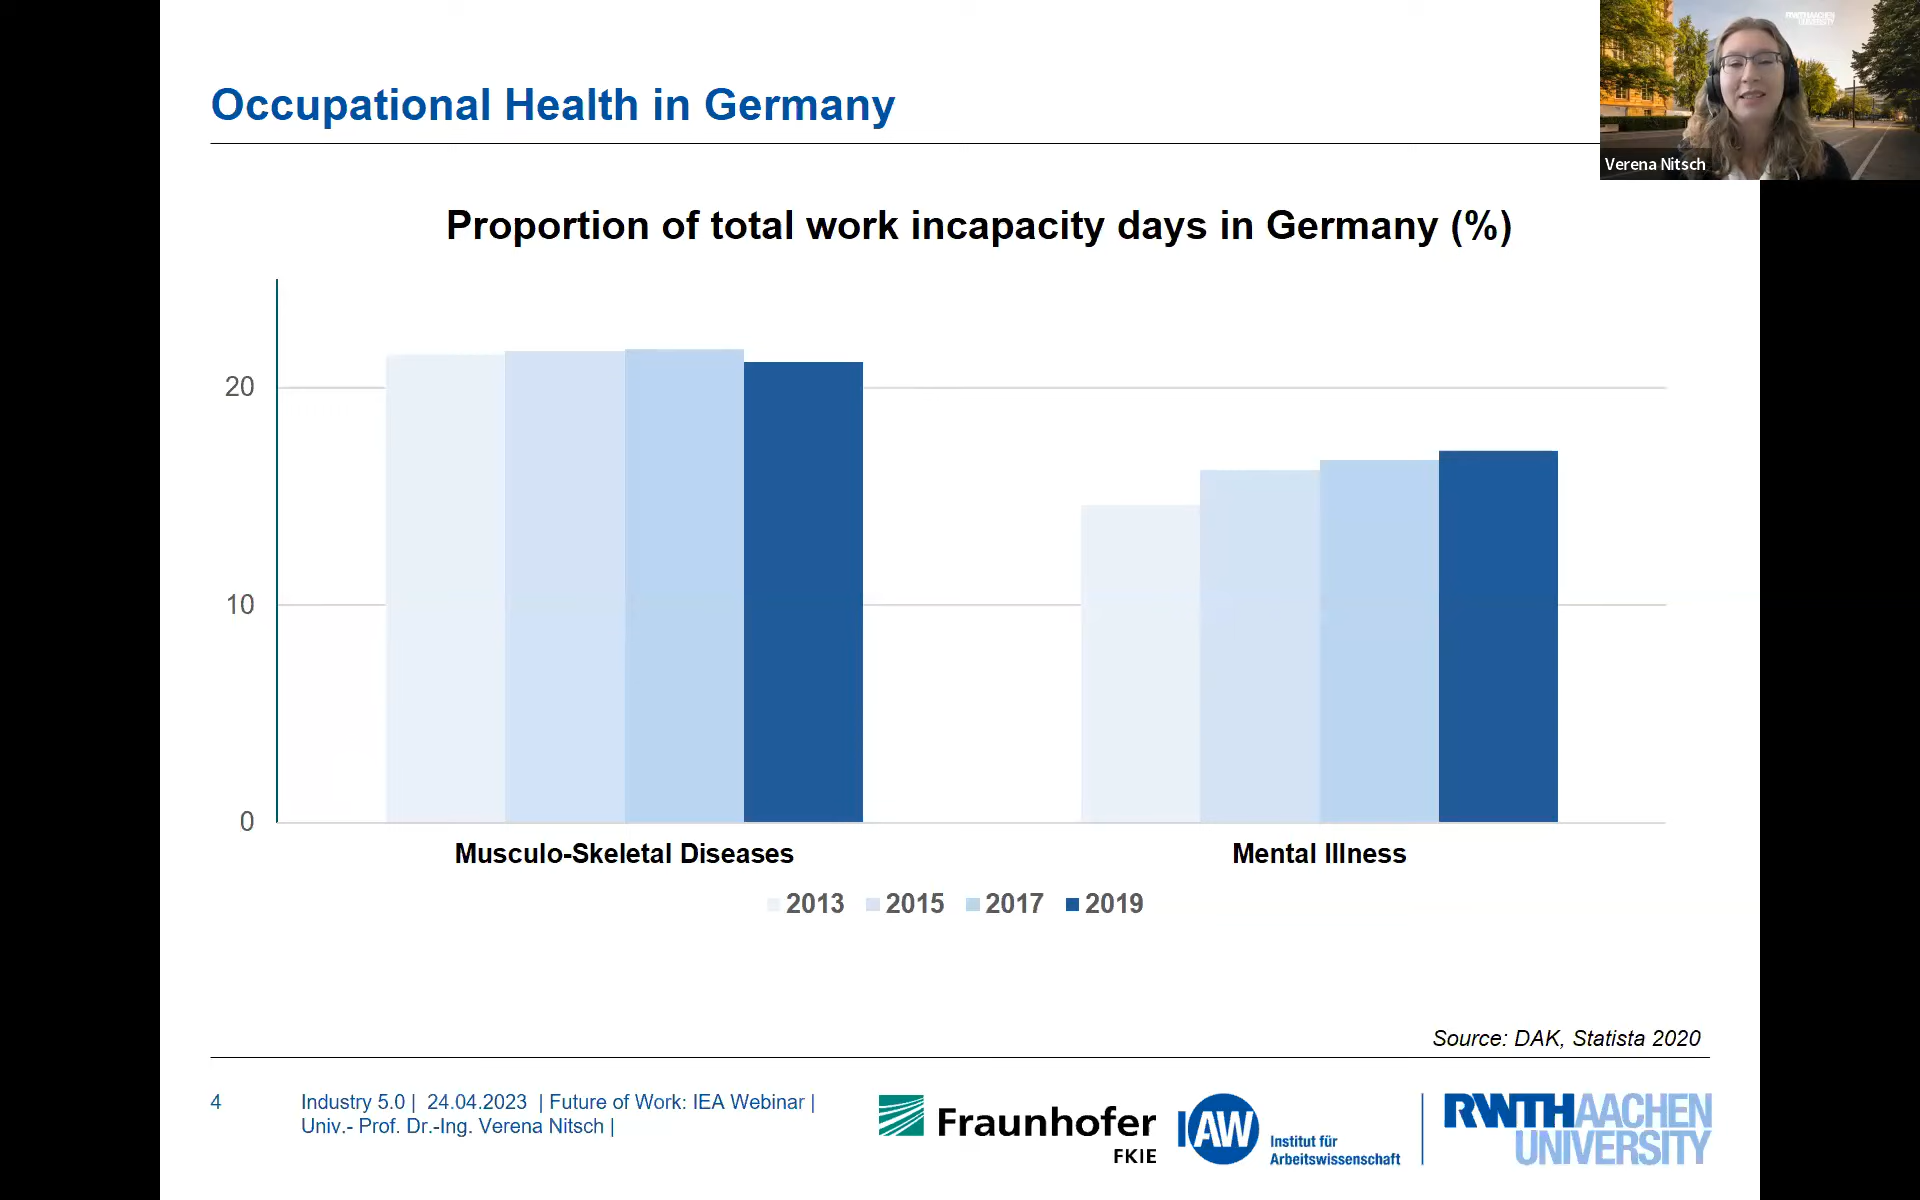 RWTHAACHEN
UNIVERSITY
Verena Nitsch
Occupational Health in Germany
Proportion of total work incapacity days in Germany (%)
20
10
0
Musculo-Skeletal Diseases
Mental Illness
2013 2015 2017 2019
Source: DAK, Statista 2020
4
Industry 5.0 | 24.04.2023 | Future of Work: IEA Webinar |
Univ.- Prof. Dr.-Ing. Verena Nitsch |
Fraunhofer
FKIE
IAW
Institut für
Arbeitswissenschaft
RWTHAACHEN
UNIVERSITY